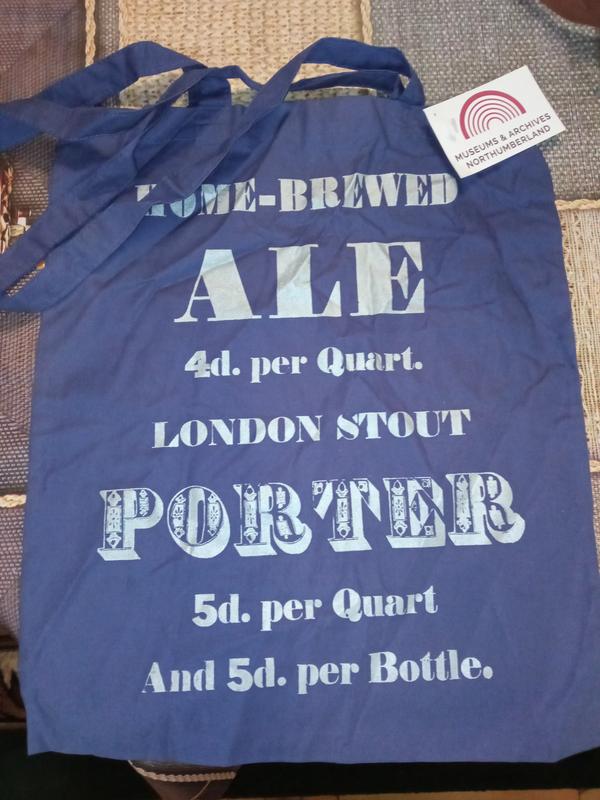 MUSEUMS & ARCHIVES
NORTHUMBERLAND
HOME-BREWED
ALE
4d. per Quart.
LONDON STOUT
PORTER
5d. per Quart
And 5d. per Bottle.